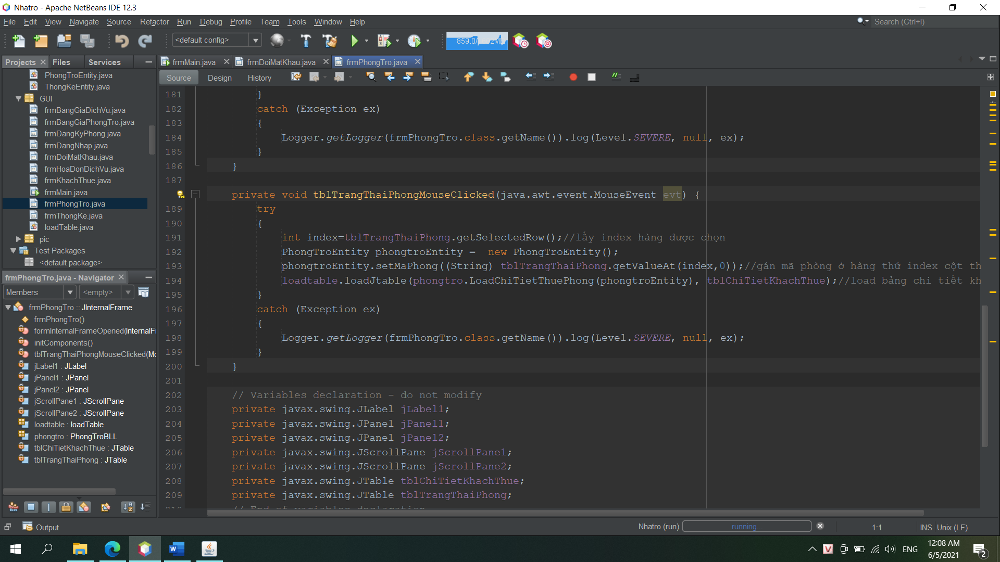 Nhatro - Apache NetBeans IDE 12.3
File Edit View Navigate Source Refactor Run Debug Profile Team Tools Window Help
Search (Ctrl+I)
<default config>
Projects Files Services
frmMain.java frmDoiMatKhau.java frmPhongTro.java
Source Design History
PhongTroEntity.java
ThongKeEntity.java
GUI
frmBangGiaDichVu.java
frmBangGiaPhongTro.java
frmDangKyPhong.java
frmDangNhap.java
frmDoiMatKhau.java
frmHoaDonDichVu.java
frmKhachThue.java
frmMain.java
frmPhongTro.java
frmThongKe.java
loadTable.java
pic
Test Packages
<default package>
frmPhongTro.java - Navigator
Members <empty>
frmPhongTro :: JInternalFrame
frmPhongTro()
formInternalFrameOpened(InternalFr
initComponents()
tblTrangThaiPhongMouseClicked(Mo
jLabel1 : JLabel
jPanel1 : JPanel
jPanel2 : JPanel
jScrollPane1 : JScrollPane
jScrollPane2 : JScrollPane
loadtable : loadTable
phongtro : PhongTroBLL
tblChiTietKhachThue : JTable
tblTrangThaiPhong : JTable
181 }
182 catch (Exception ex)
183 {
184 Logger.getLogger(frmPhongTro.class.getName()).log(Level.SEVERE, null, ex);
185 }
186 }
187
private void tblTrangThaiPhongMouseClicked(java.awt.event.MouseEvent evt) {
189 try
190 {
191 int index=tblTrangThaiPhong.getSelectedRow();//lấy index hàng được chọn
192 PhongTroEntity phongtroEntity =  new PhongTroEntity();
193 phongtroEntity.setMaPhong((String) tblTrangThaiPhong.getValueAt(index,0));//gán mã phòng ở hàng thứ index cột th
194 loadtable.loadJtable(phongtro.LoadChiTietThuePhong(phongtroEntity), tblChiTietKhachThue);//load bảng chi tiết kh
195 }
196 catch (Exception ex)
197 {
198 Logger.getLogger(frmPhongTro.class.getName()).log(Level.SEVERE, null, ex);
199 }
200 }
201
202 // Variables declaration - do not modify
203 private javax.swing.JLabel jLabel1;
204 private javax.swing.JPanel jPanel1;
205 private javax.swing.JPanel jPanel2;
206 private javax.swing.JScrollPane jScrollPane1;
207 private javax.swing.JScrollPane jScrollPane2;
208 private javax.swing.JTable tblChiTietKhachThue;
209 private javax.swing.JTable tblTrangThaiPhong;
210 // End of variables declaration
Output
Nhatro (run) running...
1:1 INS Unix (LF)
ENG
12:08 AM
6/5/2021
2